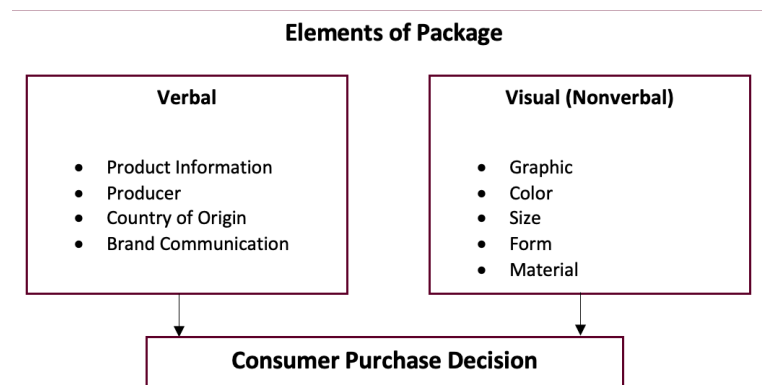 Elements of Package
Verbal
• Product Information
• Producer
• Country of Origin
• Brand Communication
Visual (Nonverbal)
• Graphic
• Color
• Size
• Form
• Material
Consumer Purchase Decision